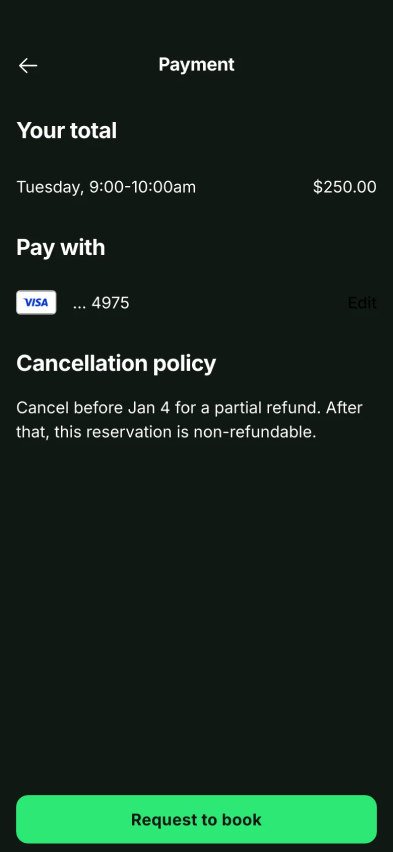 Payment
Your total
Tuesday, 9:00-10:00am $250.00
Pay with
VISA ... 4975 Edit
Cancellation policy
Cancel before Jan 4 for a partial refund. After
that, this reservation is non-refundable.
Request to book